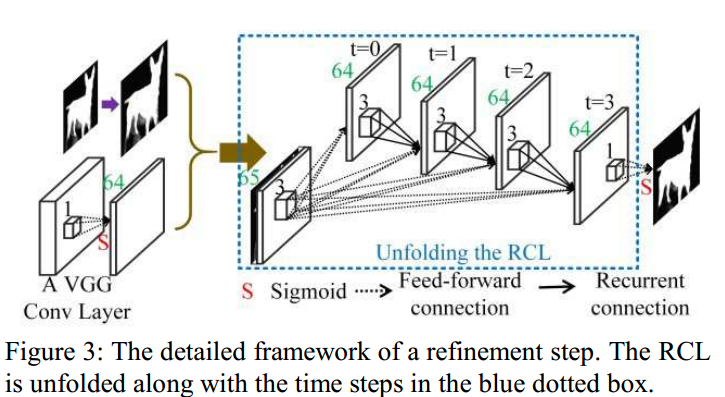 t=0
t=1
t=2
t=3
64
64
64
64
3
3
3
3
1
65
S
64
1
S
A VGG
Conv Layer
Unfolding the RCL
S Sigmoid
Feed-forward
connection
Recurrent
connection
Figure 3: The detailed framework of a refinement step. The RCL
is unfolded along with the time steps in the blue dotted box.